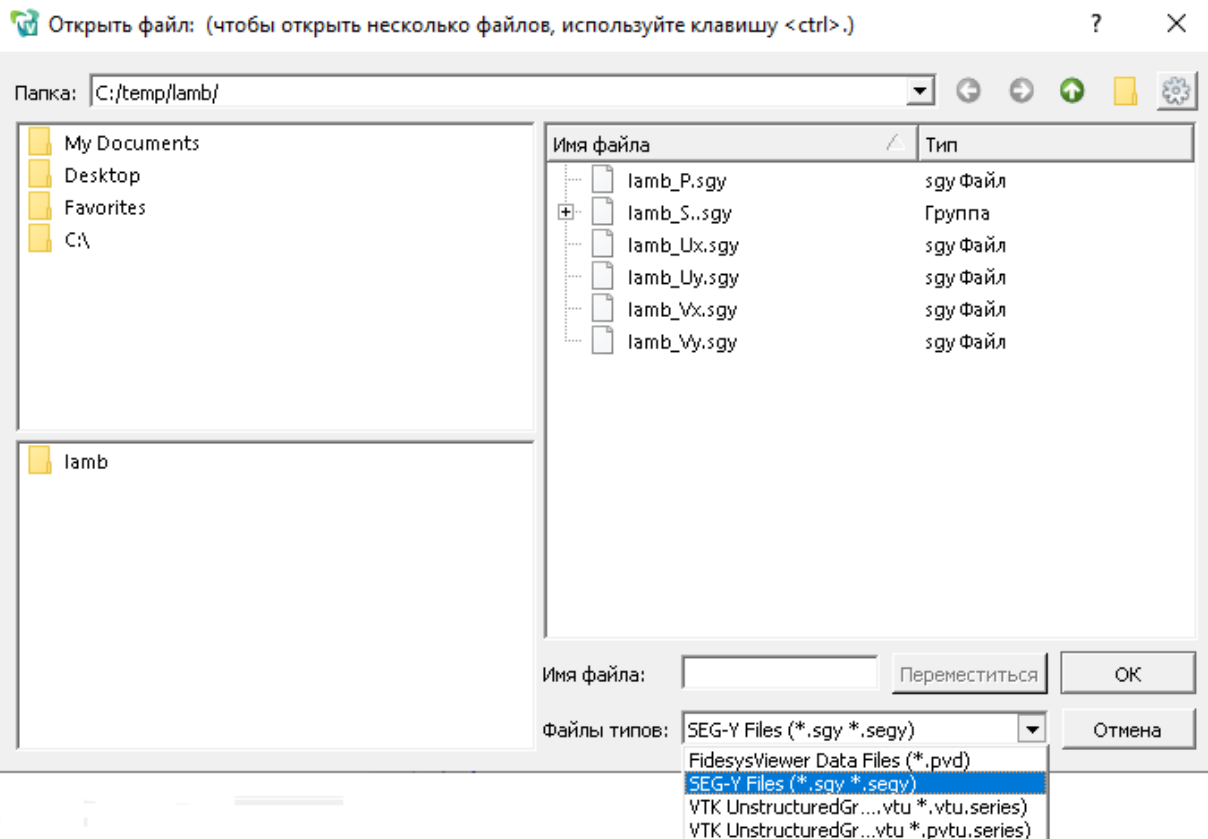 Открыть файл: (чтобы открыть несколько файлов, используйте клавишу <ctrl>.)
?
Папка: C:/temp/lamb/
My Documents
Desktop
Favorites
C:\
lamb
Имя файла Тип
lamb_P.sgy sgy Файл
lamb_S..sgy Группа
lamb_Ux.sgy sgy Файл
lamb_Uy.sgy sgy Файл
lamb_Vx.sgy sgy Файл
lamb_Vy.sgy sgy Файл
Имя файла: Переместиться OK
Файлы типов: SEG-Y Files (*.sgy *.segy) Отмена
FidesysViewer Data Files (*.pvd)
SEG-Y Files (*.sgy *.segy)
VTK UnstructuredGr....vtu *.vtu.series)
VTK UnstructuredGr...vtu *.pvtu.series)